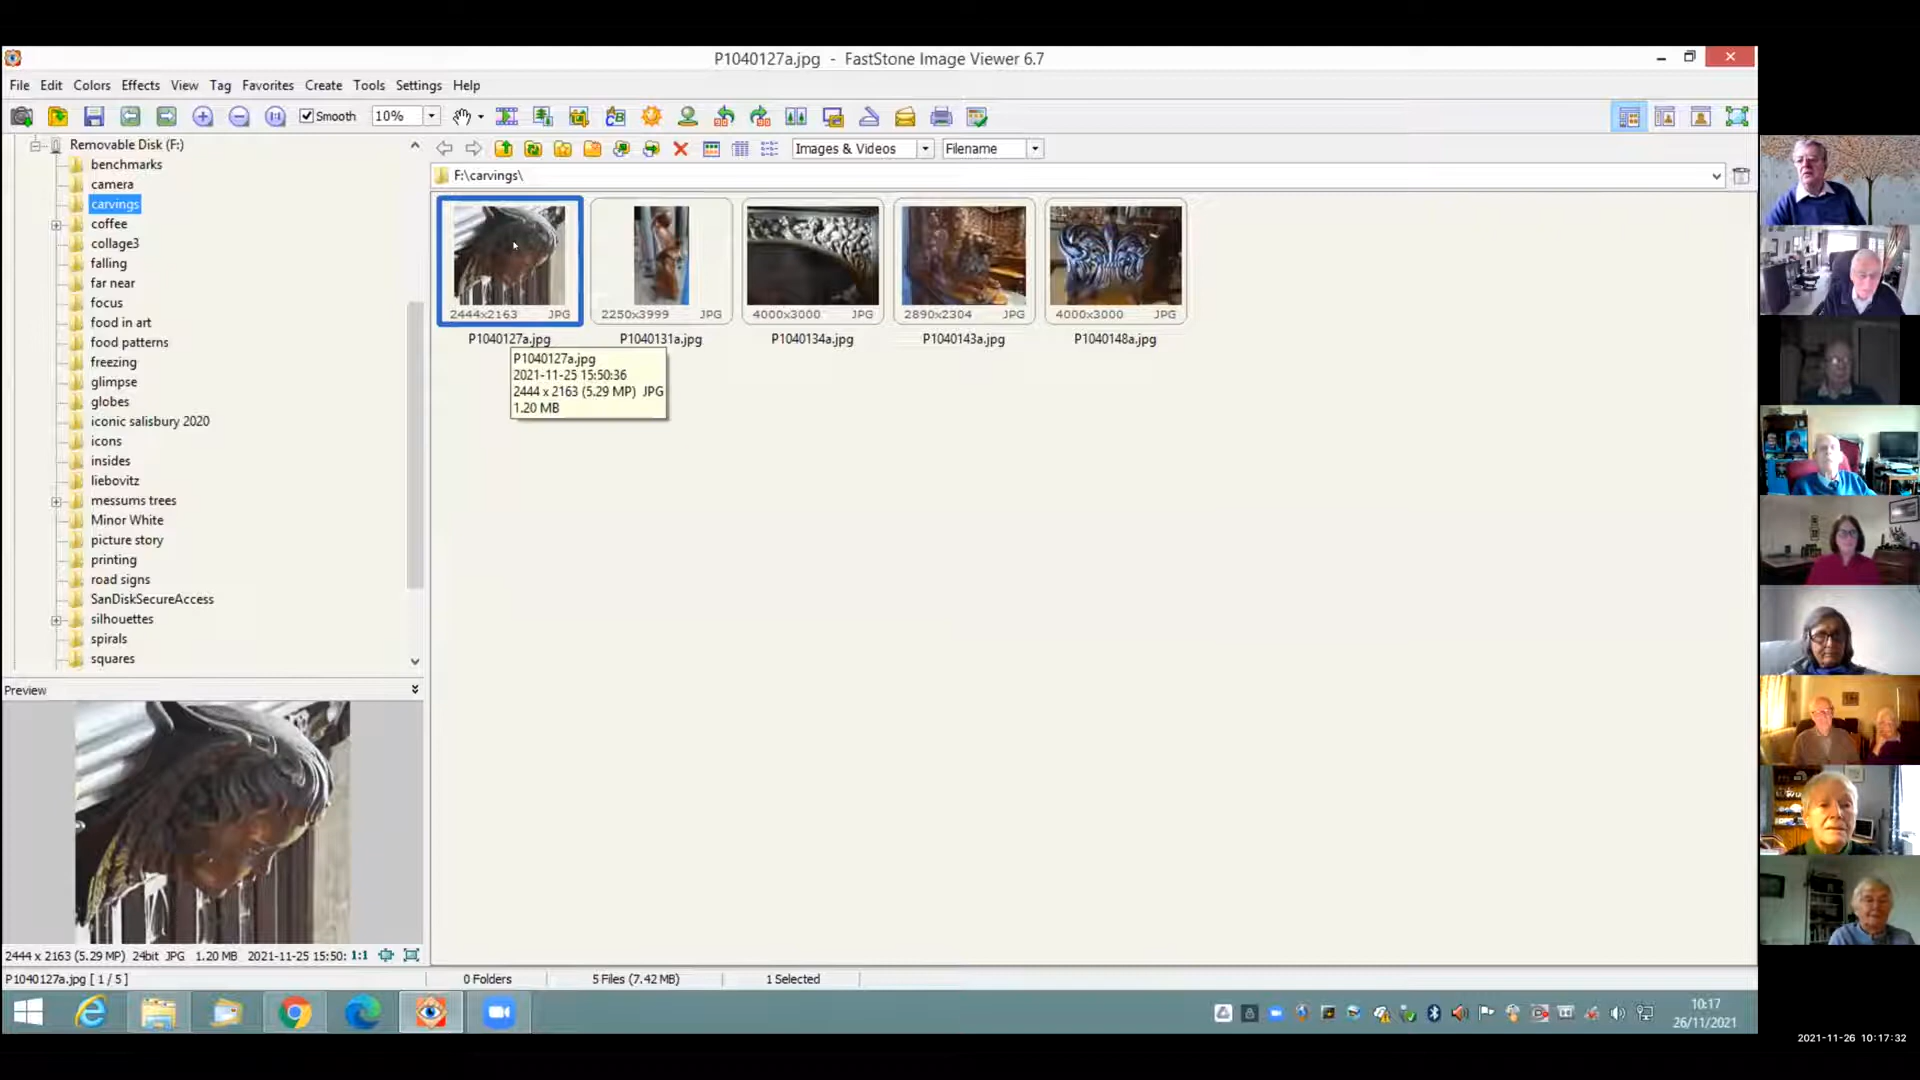 P1040127a.jpg - FastStone Image Viewer 6.7
File Edit Colors Effects View Tag Favorites Create Tools Settings Help
Smooth 10%
Removable Disk (F:)
benchmarks
camera
carvings
coffee
collage3
falling
far near
focus
food in art
food patterns
freezing
glimpse
globes
iconic salisbury 2020
icons
insides
liebovitz
messums trees
Minor White
picture story
printing
road signs
SanDiskSecureAccess
silhouettes
spirals
squares
Images & Videos Filename
F:\carvings\
2444x2163 JPG
P1040127a.jpg
2250x3999 JPG
P1040131a.jpg
4000x3000 JPG
P1040134a.jpg
2890x2304 JPG
P1040143a.jpg
4000x3000 JPG
P1040148a.jpg
P1040127a.jpg
2021-11-25 15:50:36
2444 x 2163 (5.29 MP) JPG
1.20 MB
Preview
2444 x 2163 (5.29 MP) 24bit JPG 1.20 MB 2021-11-25 15:50: 1:1
P1040127a.jpg [ 1 / 5 ]
0 Folders
5 Files (7.42 MB)
1 Selected
10:17
26/11/2021
2021-11-26 10:17:32